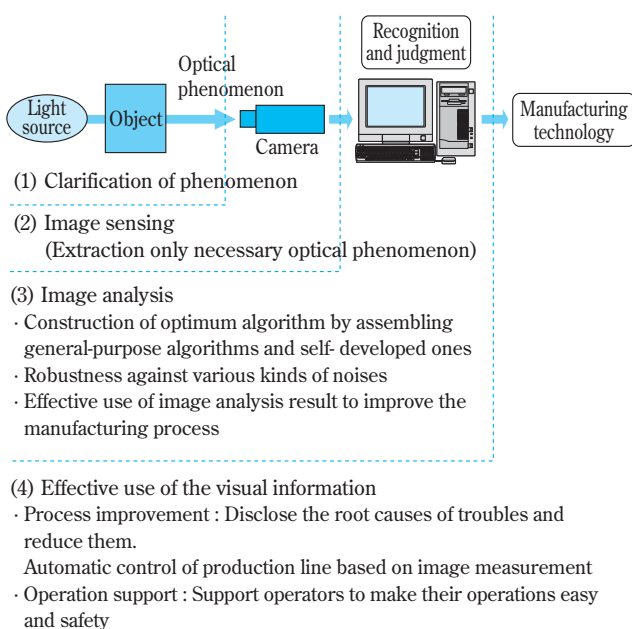 Recognition
and judgment
Optical
phenomenon
Light
source
Object
Camera
Manufacturing
technology
(1) Clarification of phenomenon
(2) Image sensing
(Extraction only necessary optical phenomenon)
(3) Image analysis
· Construction of optimum algorithm by assembling
general-purpose algorithms and self- developed ones
· Robustness against various kinds of noises
· Effective use of image analysis result to improve the
manufacturing process
(4) Effective use of the visual information
· Process improvement : Disclose the root causes of troubles and
reduce them.
Automatic control of production line based on image measurement
· Operation support : Support operators to make their operations easy
and safety